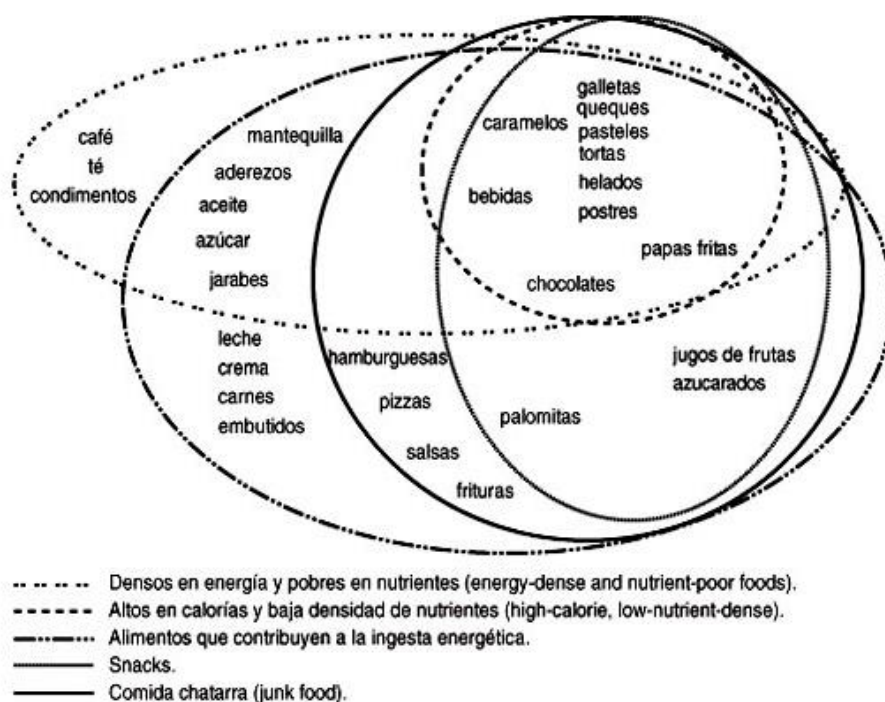 galletas
queques
caramelos
pasteles
tortas
café
té
condimentos
mantequilla
aderezos
aceite
azúcar
jarabes
bebidas
helados
postres
papas fritas
chocolates
leche
crema
carnes
embutidos
hamburguesas
pizzas
salsas
frituras
palomitas
jugos de frutas
azucarados
Densos en energía y pobres en nutrientes (energy-dense and nutrient-poor foods).
Altos en calorías y baja densidad de nutrientes (high-calorie, low-nutrient-dense).
Alimentos que contribuyen a la ingesta energética.
Snacks.
Comida chatarra (junk food).